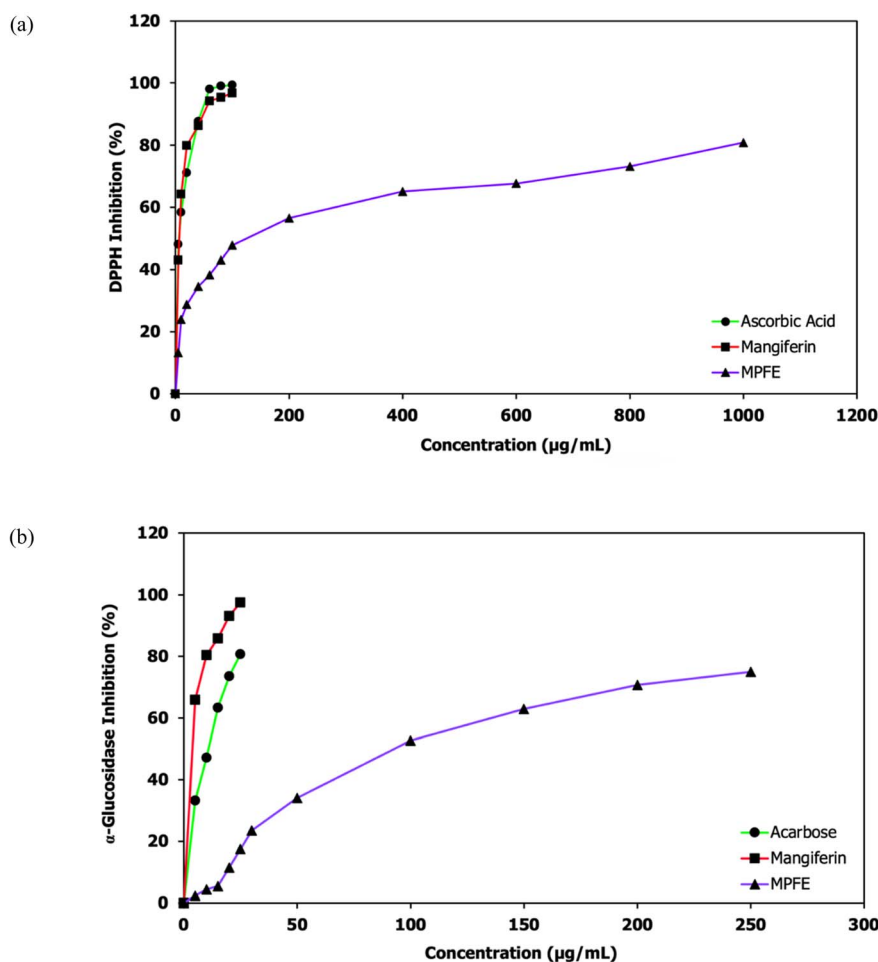 (a)
120
100
80
60
40
20
0
DPPH Inhibition (%)
Ascorbic Acid
Mangiferin
MPFE
0 200 400 600 800 1000 1200
Concentration (µg/mL)
(b)
120
100
80
60
40
20
0
α-Glucosidase Inhibition (%)
Acarbose
Mangiferin
MPFE
0 50 100 150 200 250 300
Concentration (µg/mL)